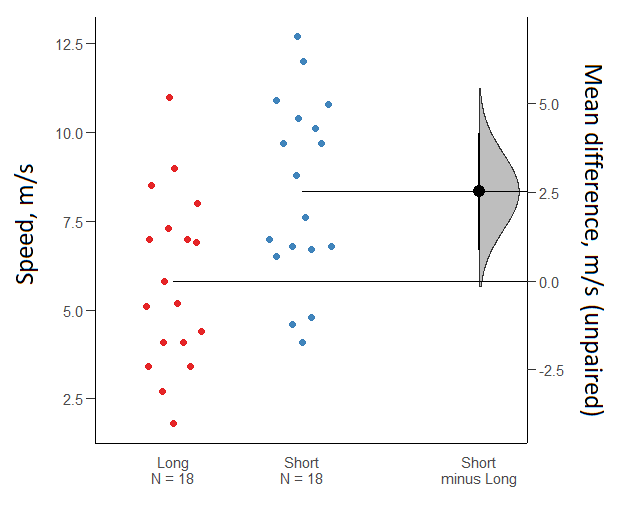 Speed, m/s
12.5
10.0
7.5
5.0
2.5
5.0
2.5
0.0
-2.5
Mean difference, m/s (unpaired)
Long
N = 18
Short
N = 18
Short
minus Long